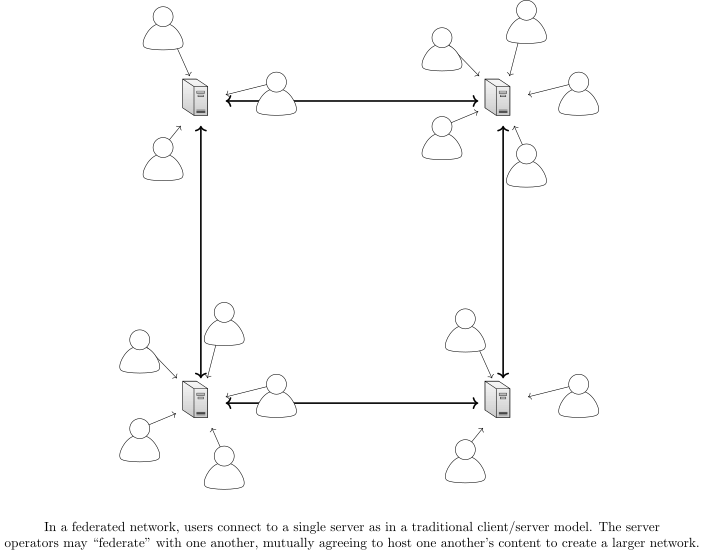 In a federated network, users connect to a single server as in a traditional client/server model. The server
operators may “federate” with one another, mutually agreeing to host one another’s content to create a larger network.